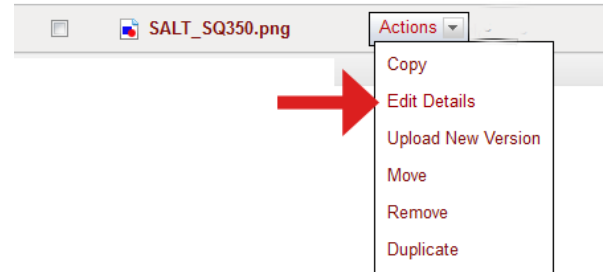 SALT_SQ350.png Actions
Copy
Edit Details
Upload New Version
Move
Remove
Duplicate